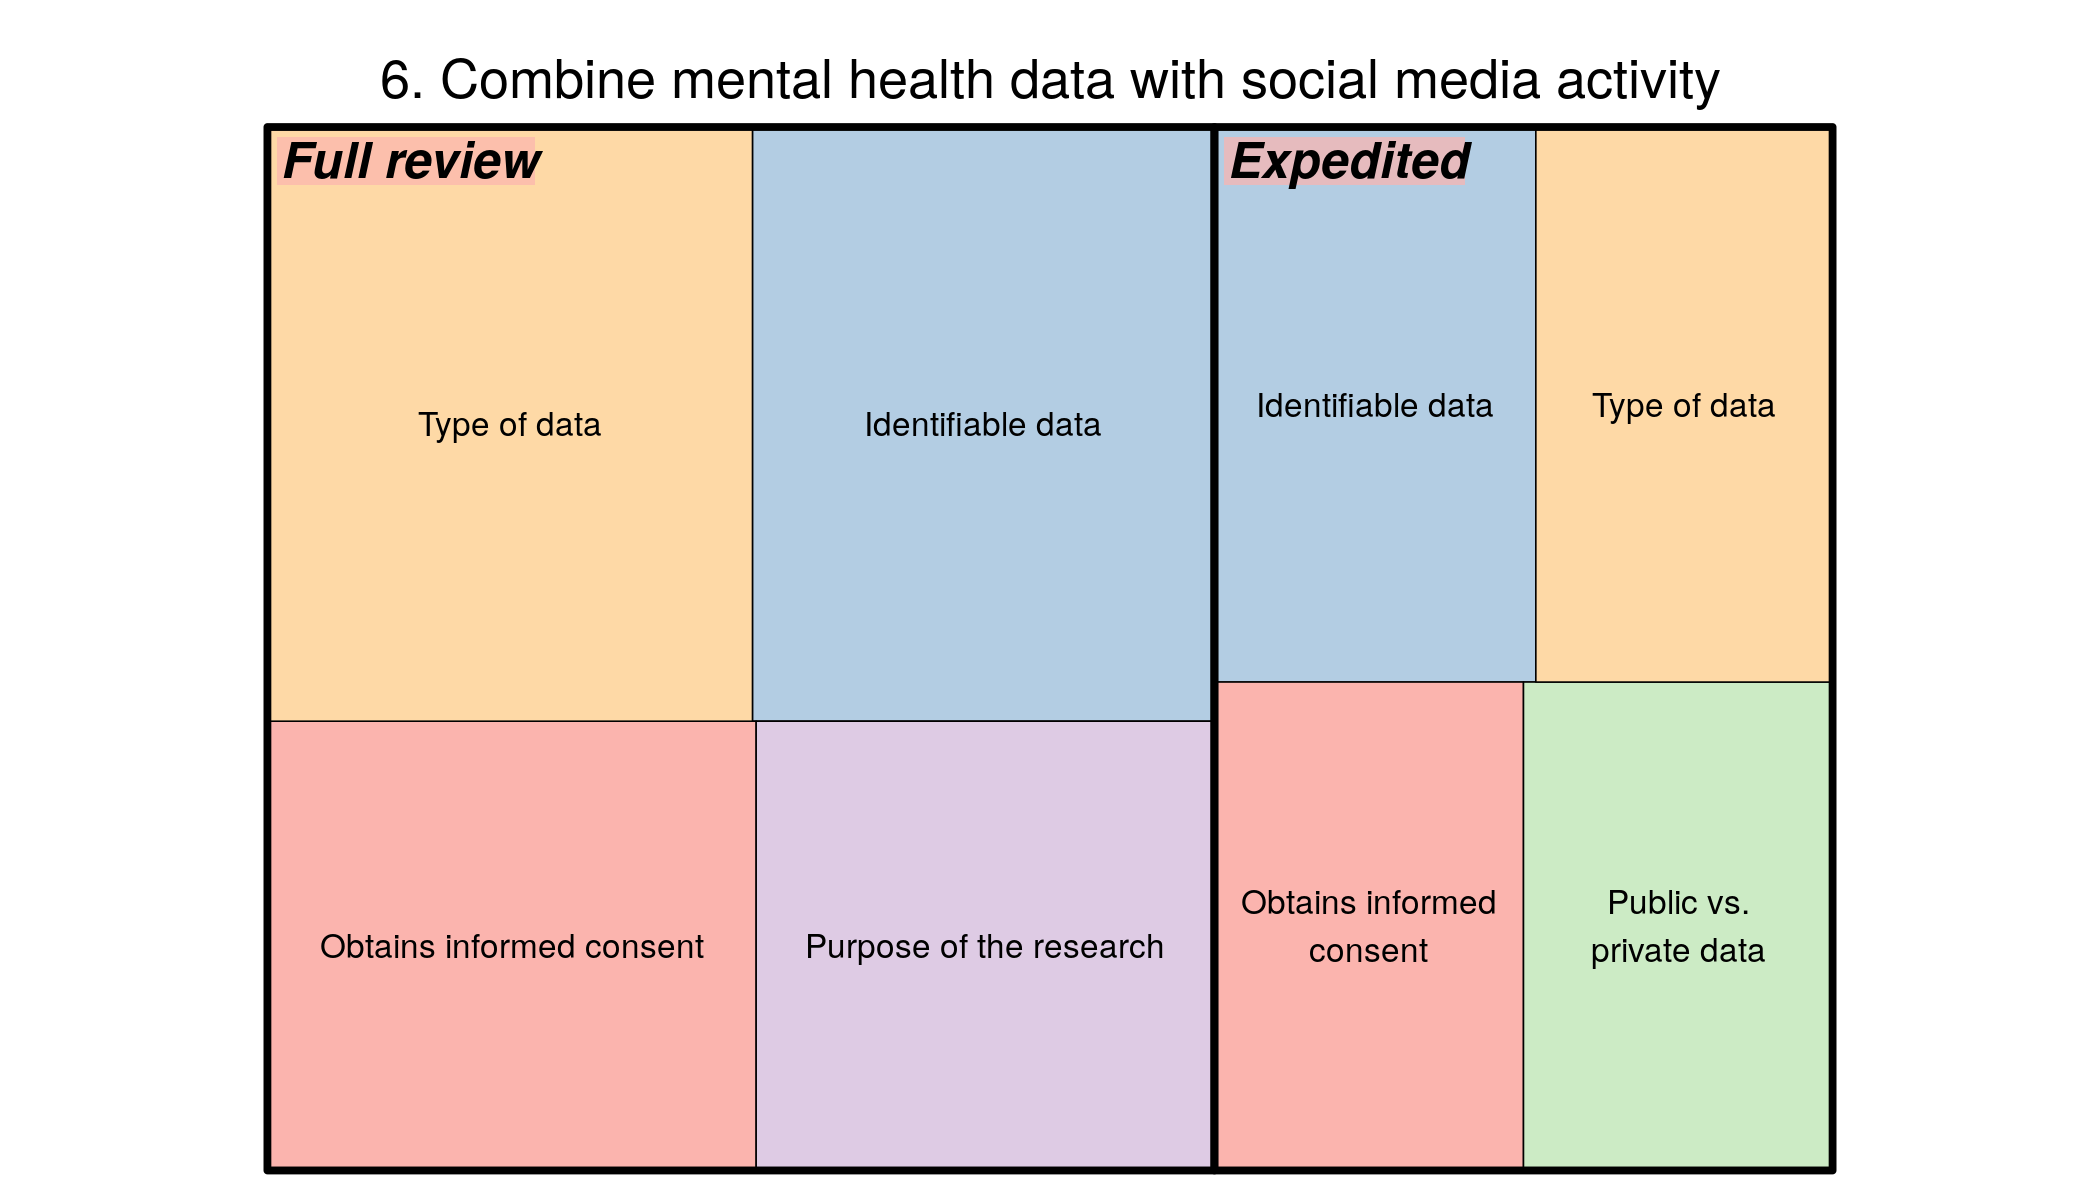 6. Combine mental health data with social media activity
Full review
Expedited
Type of data
Identifiable data
Identifiable data
Type of data
Obtains informed consent
Purpose of the research
Obtains informed
consent
Public vs.
private data